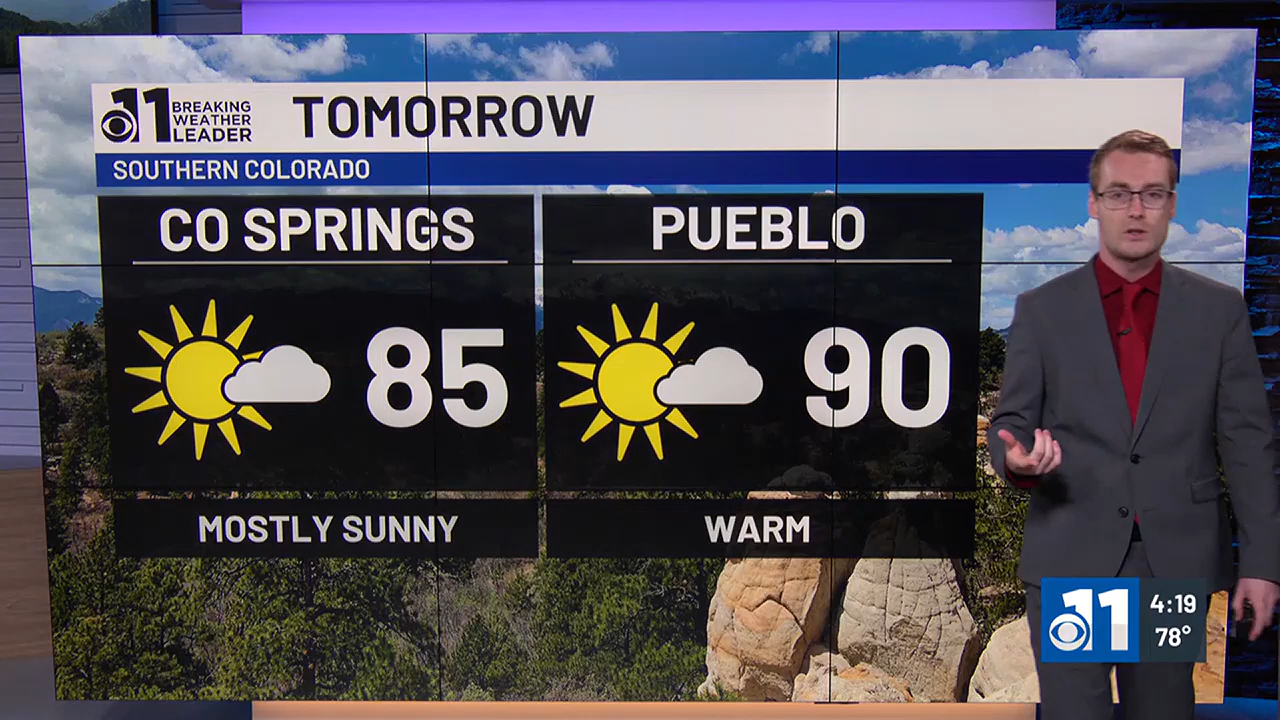 11 BREAKING
WEATHER
LEADER
TOMORROW
SOUTHERN COLORADO
CO SPRINGS
PUEBLO
85
90
MOSTLY SUNNY
WARM
11
4:19
78°